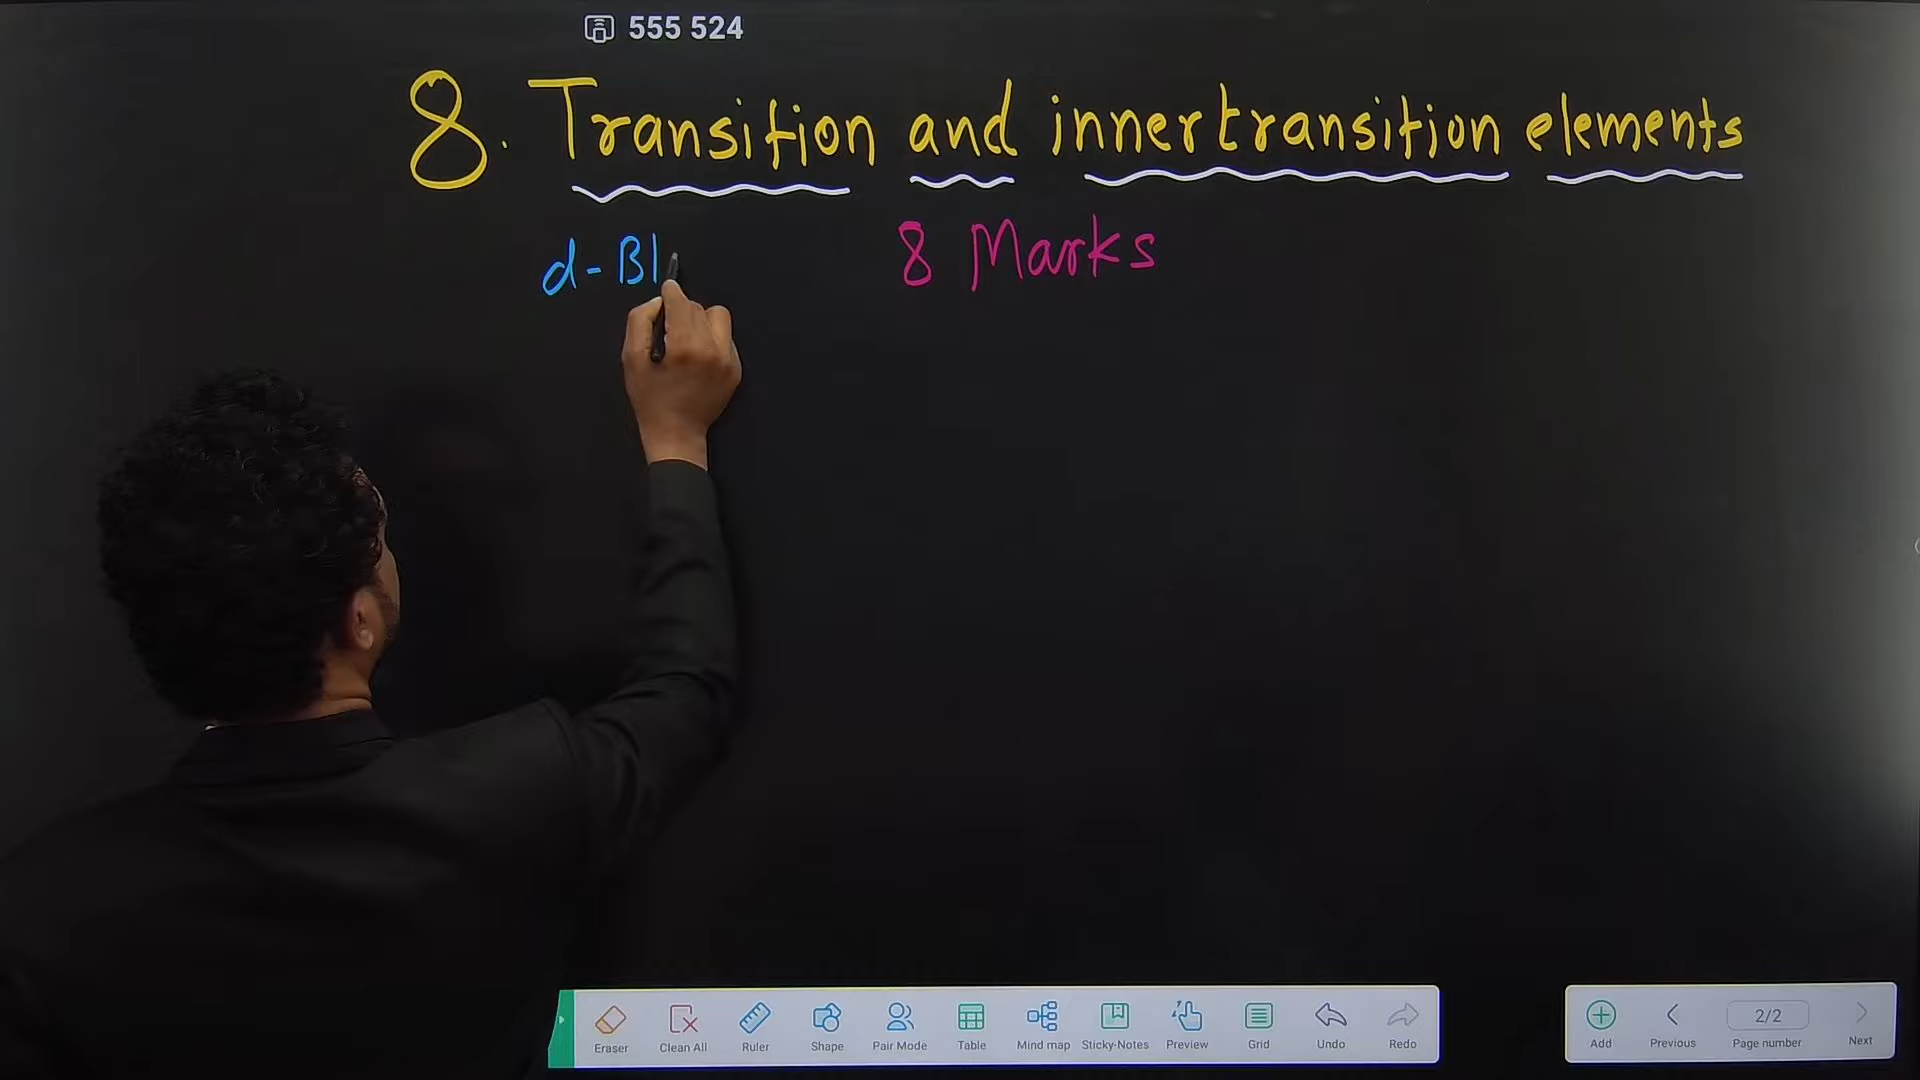 555 524
8. Transition and innertransition elements
d-Bl
8 Marks
Eraser Clean All Ruler Shape Pair Mode Table Mind map Sticky-Notes Preview Grid Undo Redo
Add Previous 2/2 Page number Next